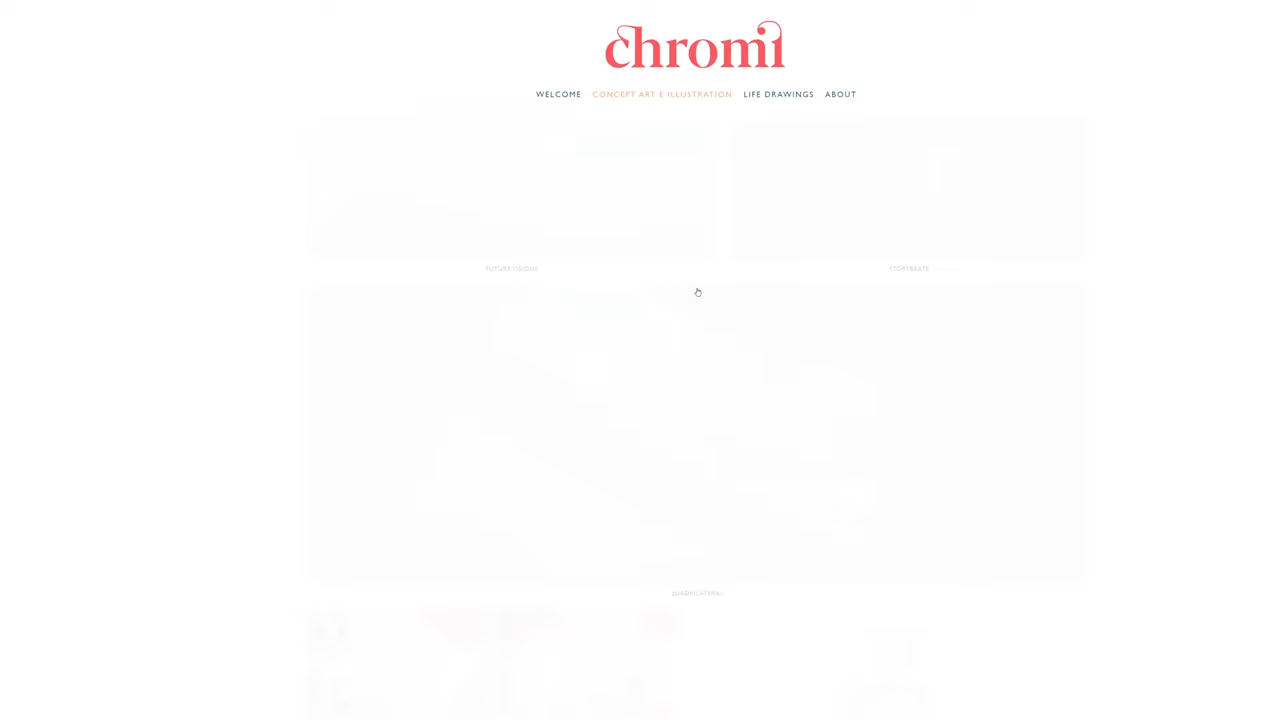 chromi
WELCOME CONCEPT ART E ILLUSTRATION LIFE DRAWINGS ABOUT
FUTURE VISIONS STORYBEATS